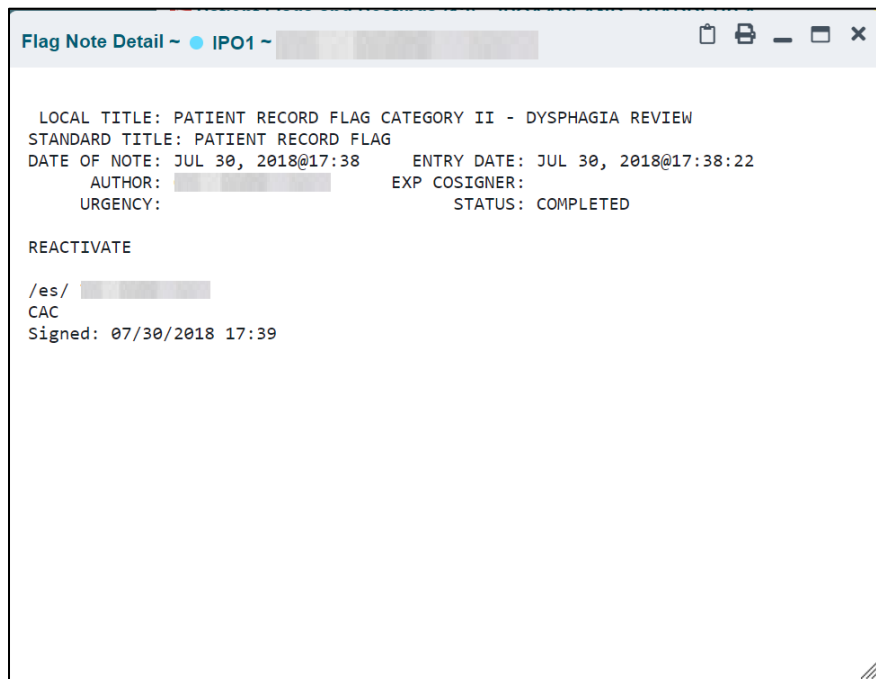 Flag Note Detail ~ IPO1 ~
LOCAL TITLE: PATIENT RECORD FLAG CATEGORY II - DYSPHAGIA REVIEW
STANDARD TITLE: PATIENT RECORD FLAG
DATE OF NOTE: JUL 30, 2018@17:38 ENTRY DATE: JUL 30, 2018@17:38:22
AUTHOR: EXP COSIGNER:
URGENCY: STATUS: COMPLETED
REACTIVATE
/es/
CAC
Signed: 07/30/2018 17:39